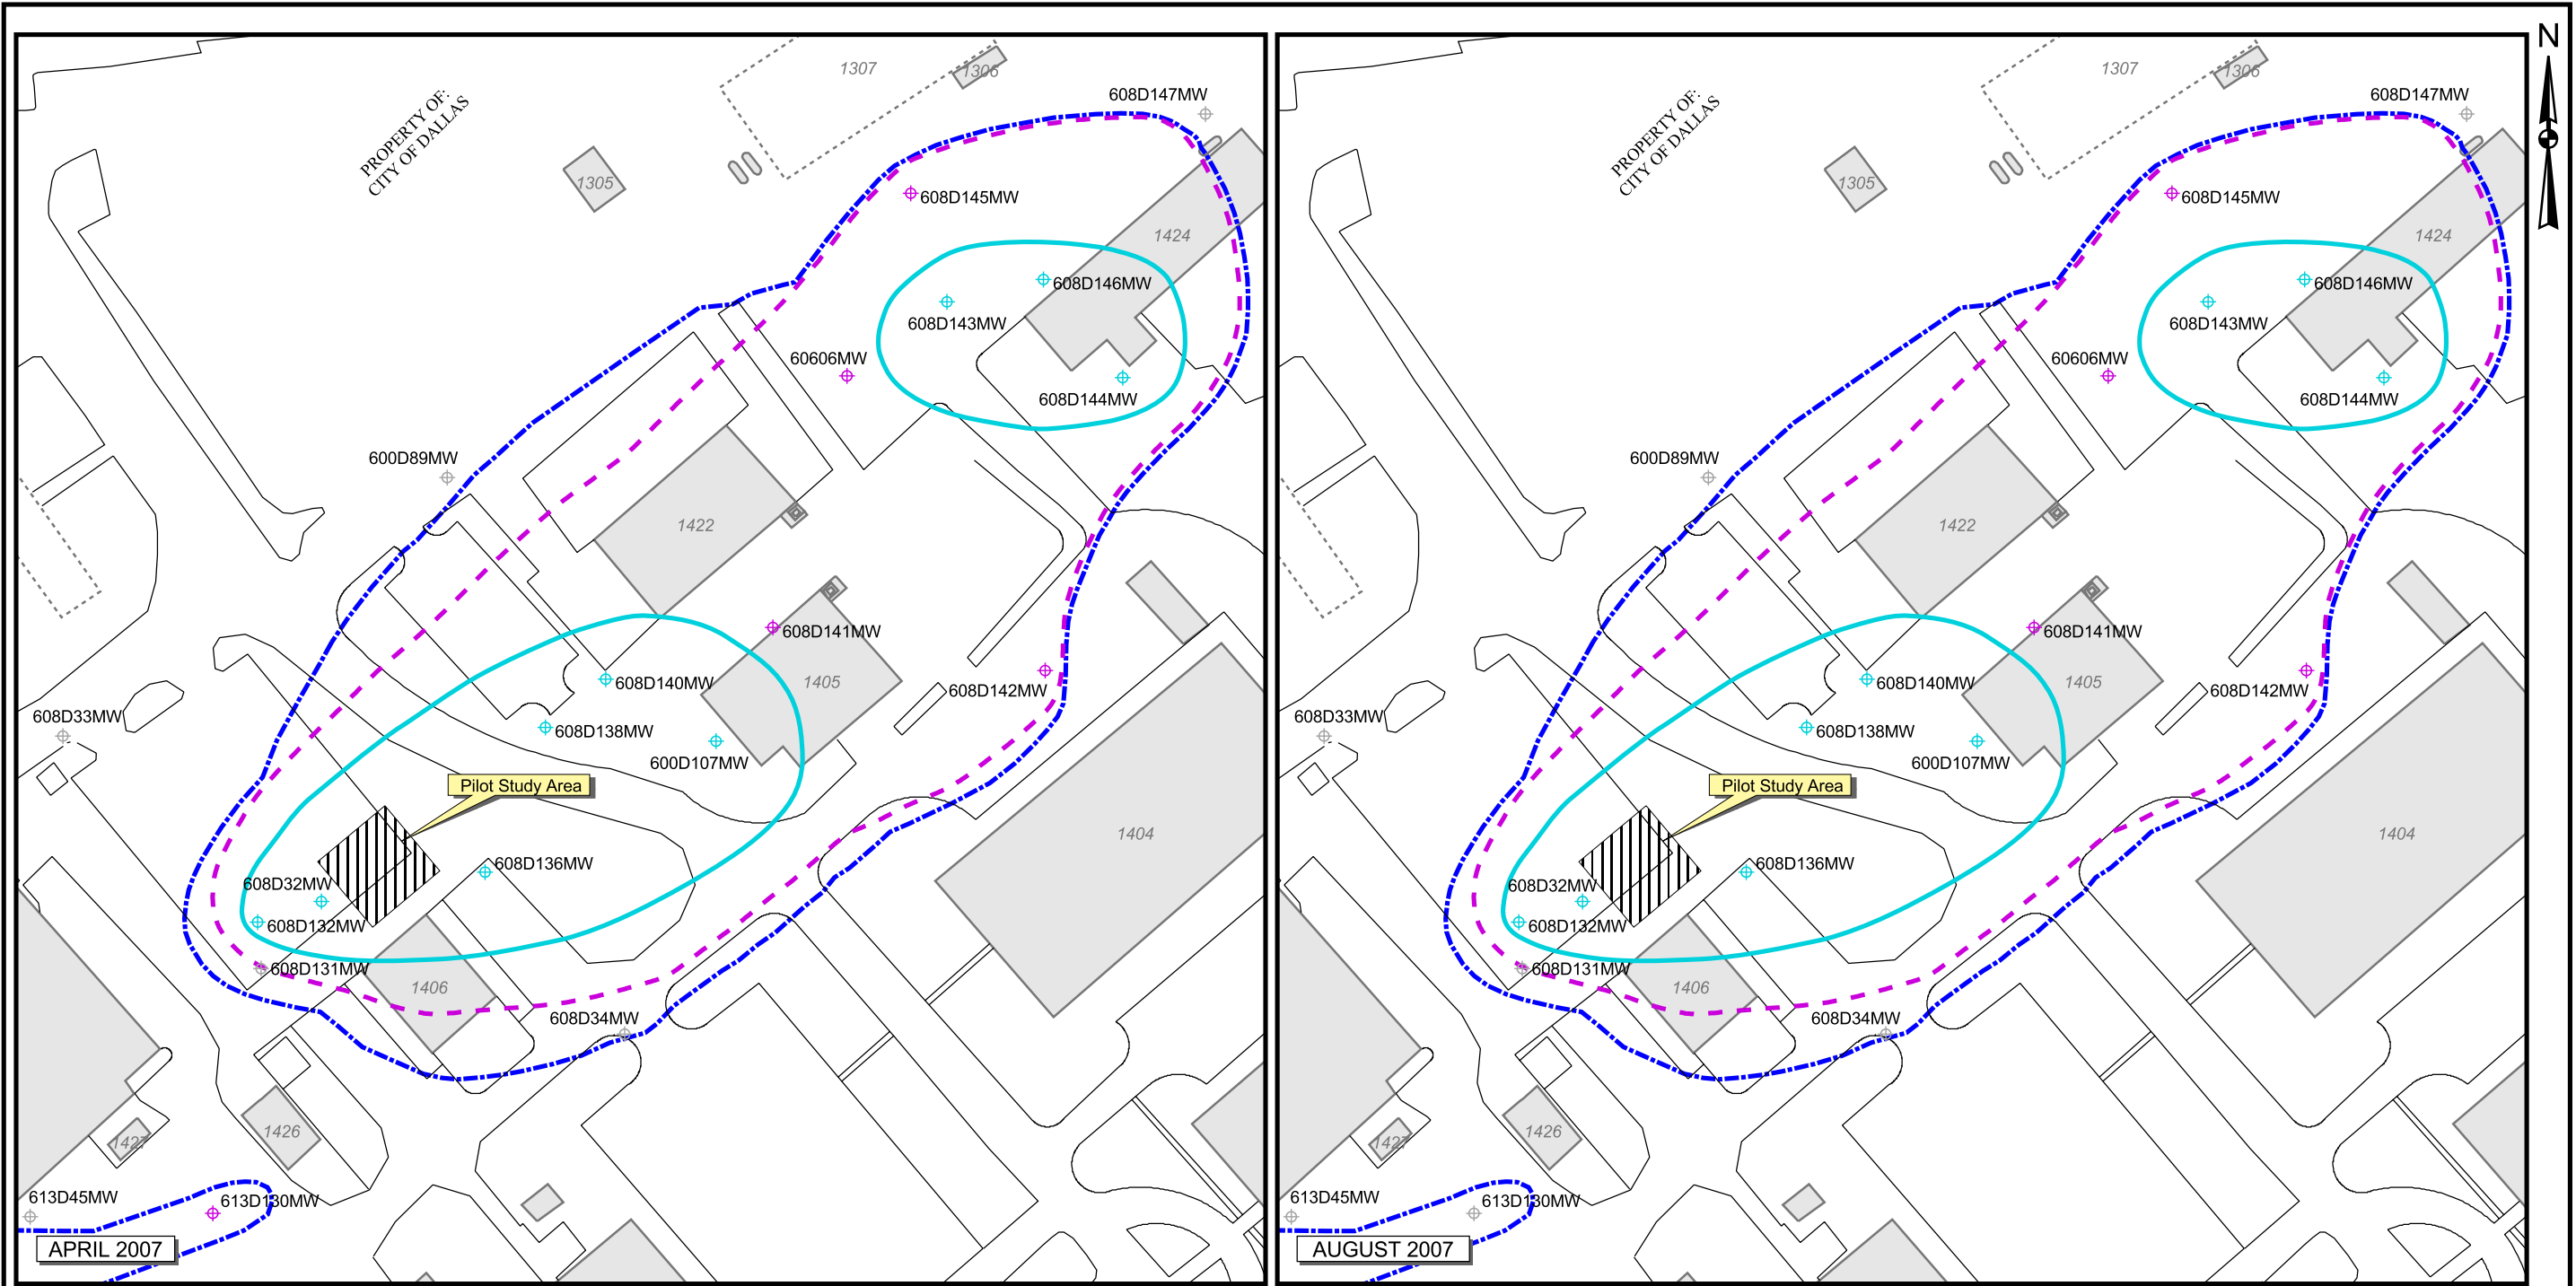 N
1307
1306
608D147MW
PROPERTY OF:
CITY OF DALLAS
1305
608D145MW
1424
608D146MW
608D143MW
60606MW
608D144MW
600D89MW
1422
608D141MW
608D140MW
1405
608D142MW
608D33MW
608D138MW
600D107MW
Pilot Study Area
1404
608D136MW
608D32MW
608D132MW
608D131MW
1406
608D34MW
1426
1427
613D45MW
613D130MW
APRIL 2007
1307
1306
608D147MW
PROPERTY OF:
CITY OF DALLAS
1305
608D145MW
1424
608D146MW
608D143MW
60606MW
608D144MW
600D89MW
1422
608D141MW
608D140MW
1405
608D142MW
608D33MW
608D138MW
600D107MW
Pilot Study Area
1404
608D136MW
608D32MW
608D132MW
608D131MW
1406
608D34MW
1426
1427
613D45MW
613D130MW
AUGUST 2007